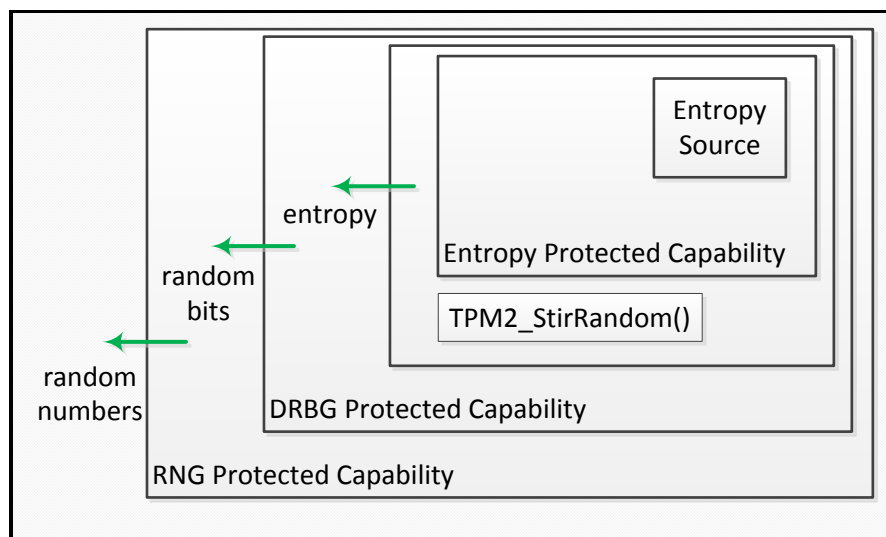 Entropy
Source
entropy
Entropy Protected Capability
random
bits
TPM2_StirRandom()
random
numbers
DRBG Protected Capability
RNG Protected Capability